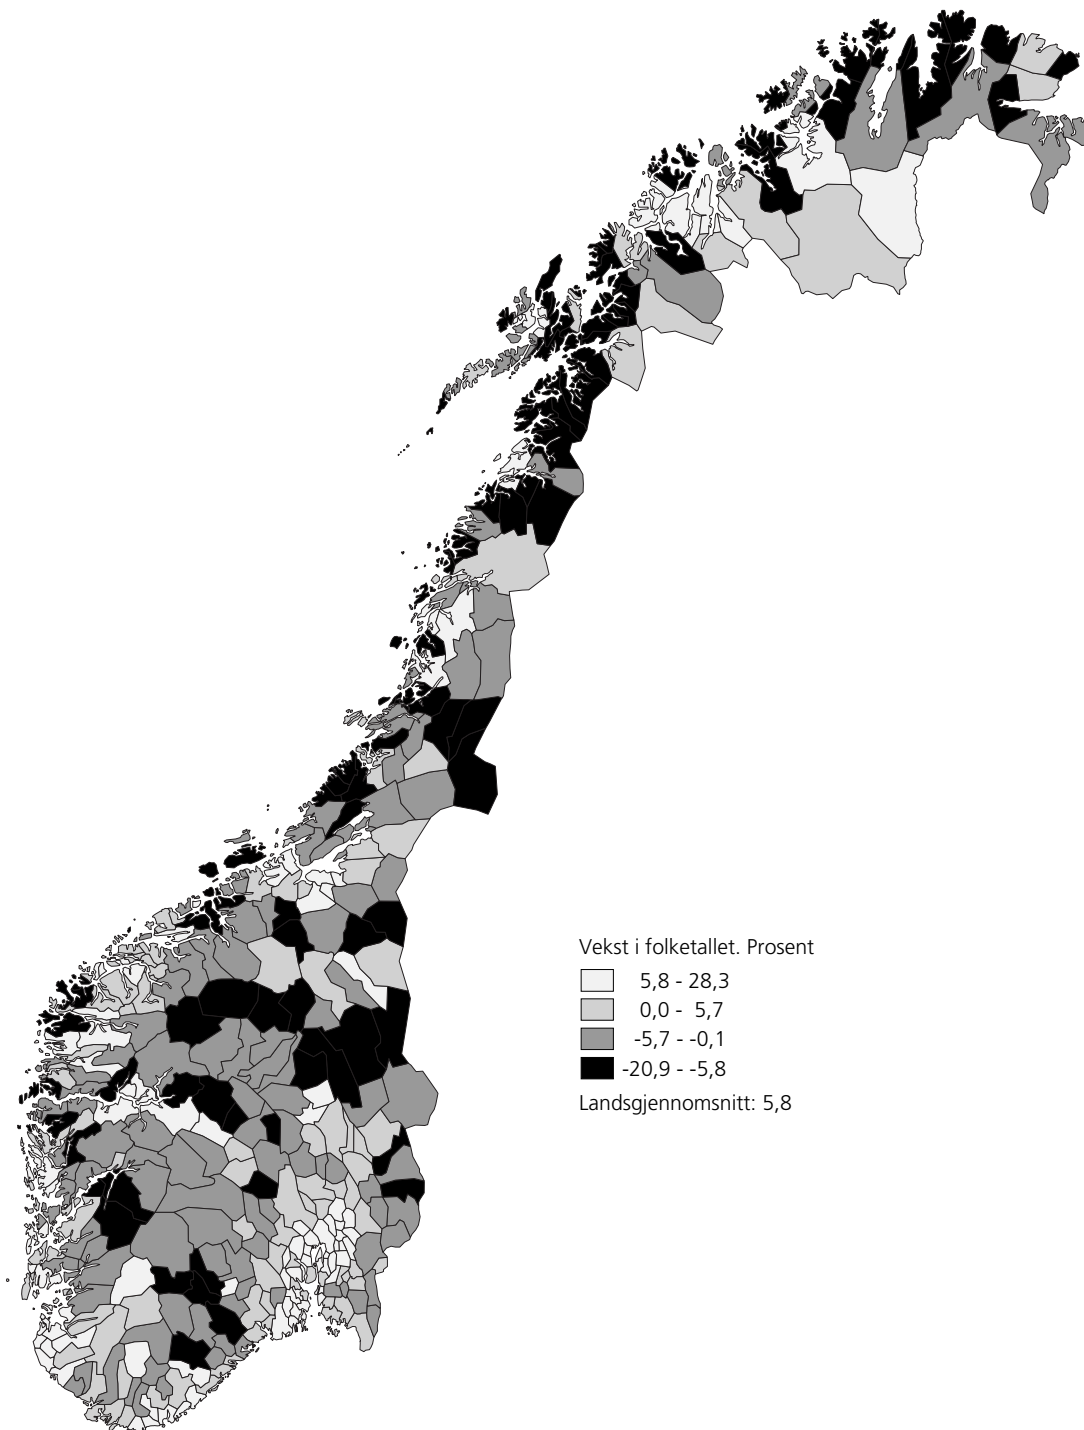 Vekst i folketallet. Prosent
5,8 - 28,3
0,0 - 5,7
-5,7 - -0,1
-20,9 - -5,8
Landsgjennomsnitt: 5,8